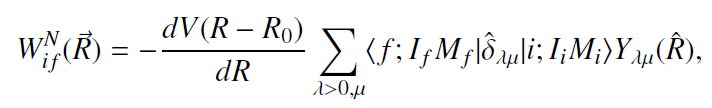 W^N_{if}(\vec{R}) = -\frac{dV(R - R_0)}{dR} \sum_{\lambda>0,\mu} \langle f; I_f M_f | \hat{\delta}_{\lambda\mu} | i; I_i M_i \rangle Y_{\lambda\mu}(\hat{R}),